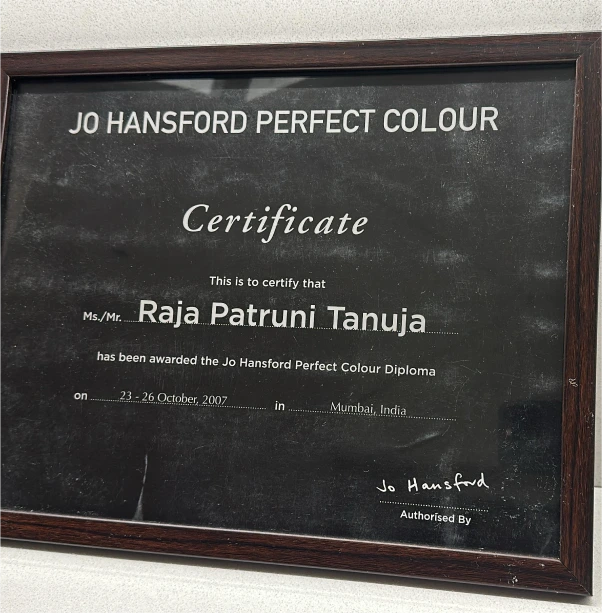 JO HANSFORD PERFECT COLOUR
Certificate
This is to certify that
Ms./Mr. Raja Patruni Tanuja
has been awarded the Jo Hansford Perfect Colour Diploma
on 23 - 26 October, 2007 in Mumbai, India
Jo Hansford
Authorised By